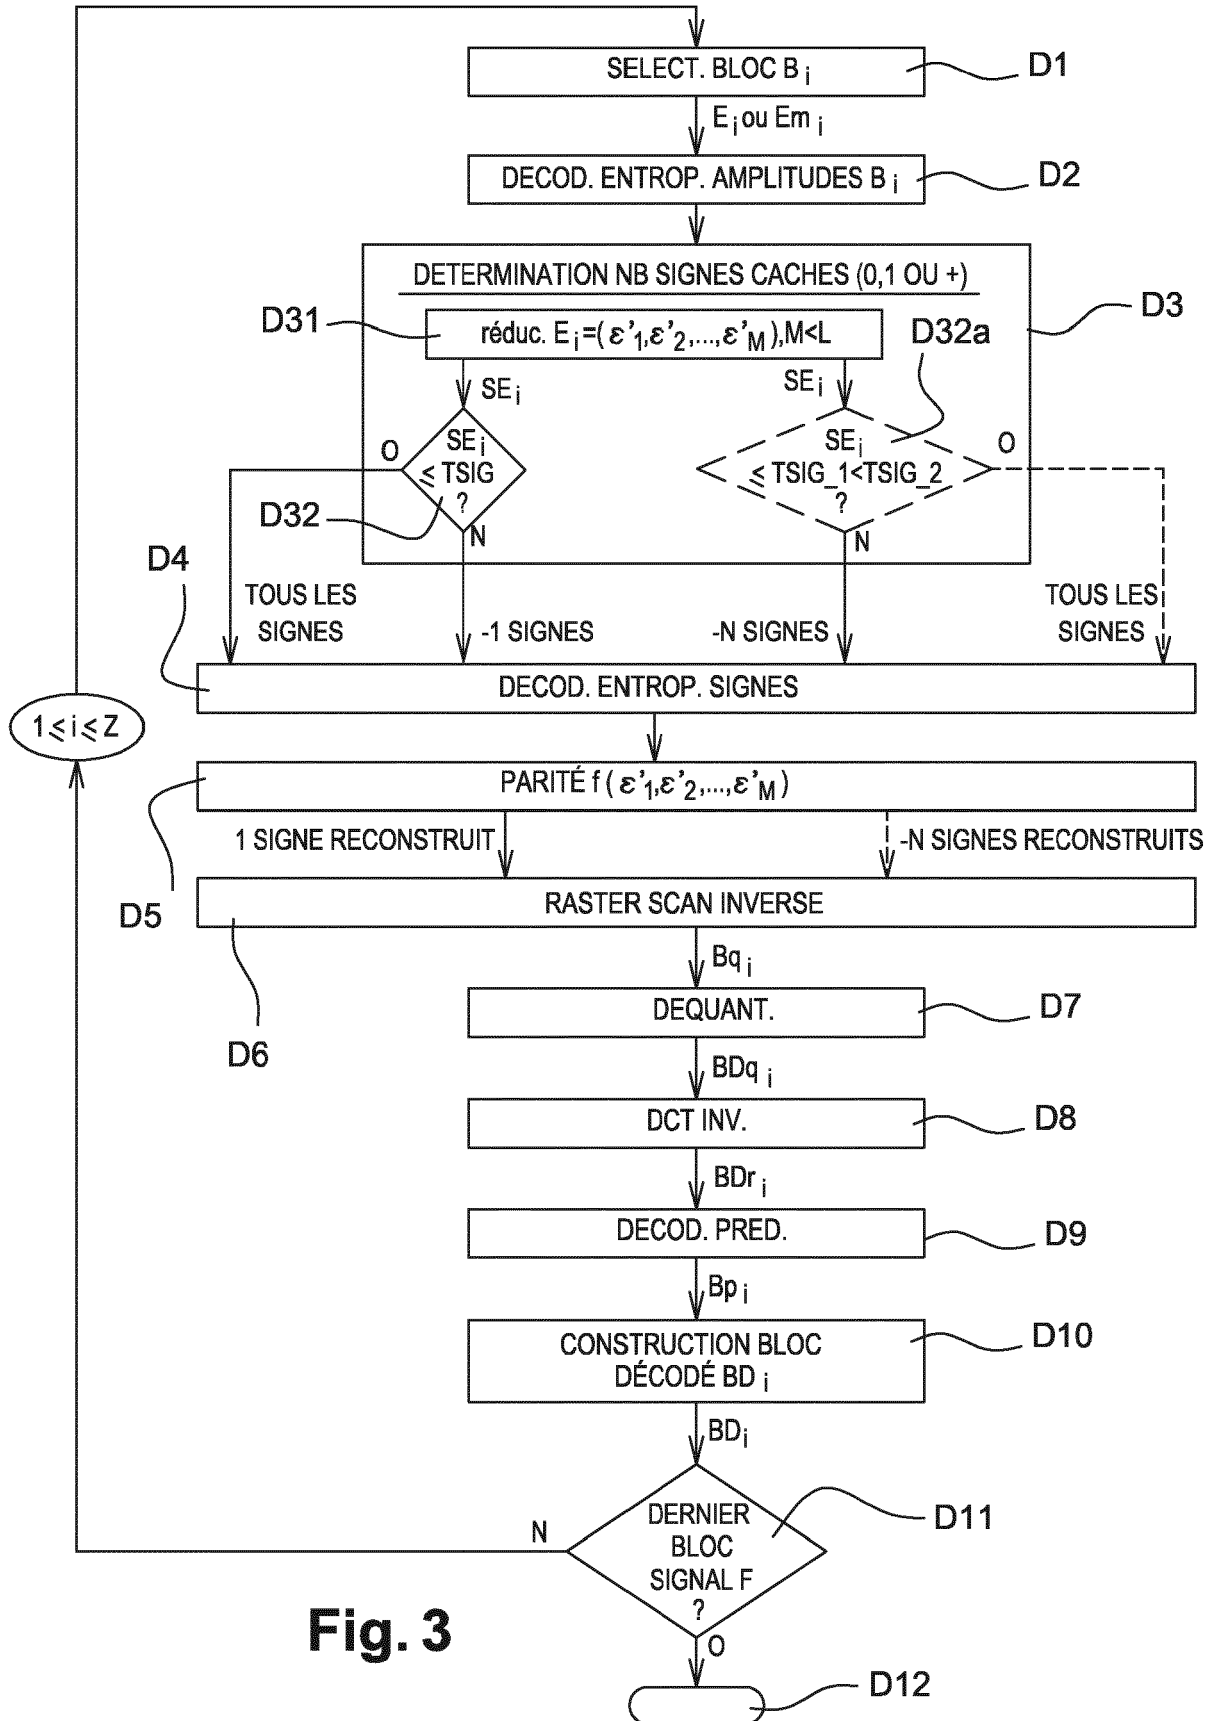 SELECT. BLOC B i
D1
E i ou Em i
DECOD. ENTROP. AMPLITUDES B i
D2
DETERMINATION NB SIGNES CACHES (0,1 OU +)
D3
D31
réduc. E i =(ε'1,ε'2,...,ε'M),M<L
D32a
SE i
SE i
O
SE i
≤ TSIG
?
N
D32
SE i
≤ TSIG_1<TSIG_2
?
N
O
D4
TOUS LES
SIGNES
-1 SIGNES
-N SIGNES
TOUS LES
SIGNES
DECOD. ENTROP. SIGNES
1≤i≤Z
PARITÉ f(ε'1,ε'2,...,ε'M)
D5
1 SIGNE RECONSTRUIT
-N SIGNES RECONSTRUITS
RASTER SCAN INVERSE
D6
Bq i
DEQUANT.
D7
BDq i
DCT INV.
D8
BDr i
DECOD. PRED.
D9
Bp i
CONSTRUCTION BLOC
DÉCODÉ BD i
D10
BD i
DERNIER
BLOC
SIGNAL F
?
D11
N
O
D12
Fig. 3